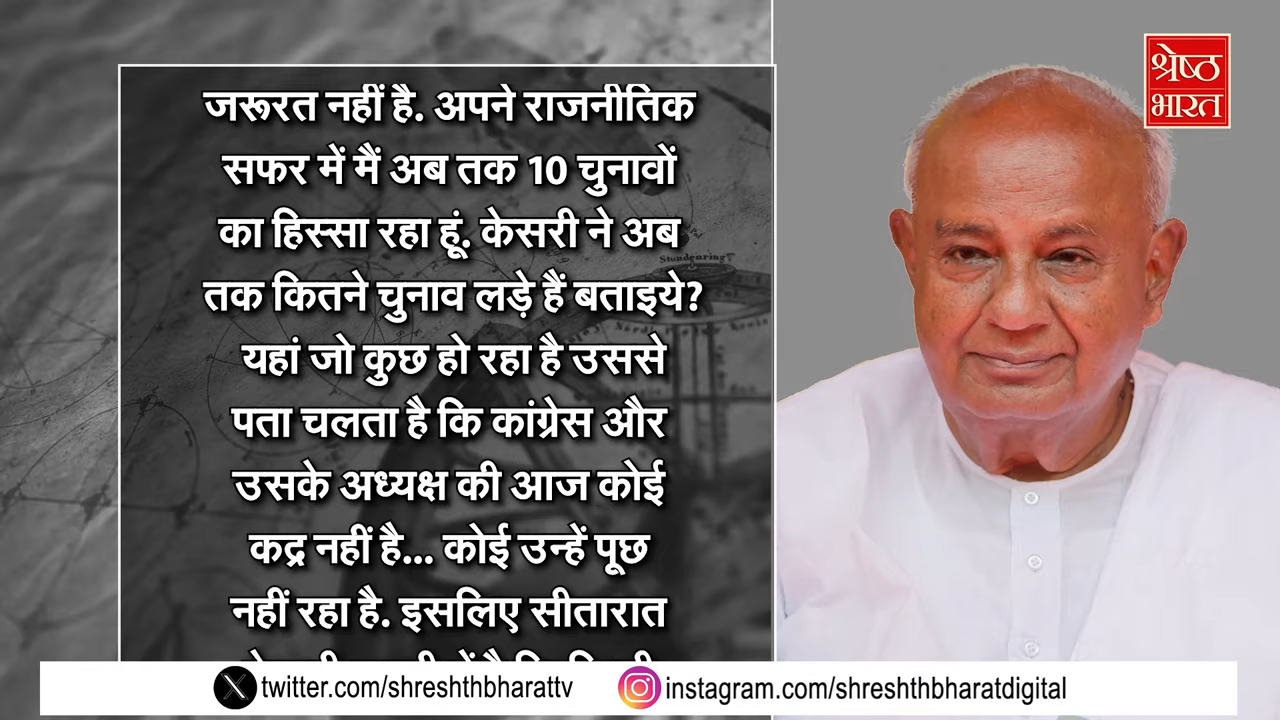 श्रेष्ठ
भारत
जरूरत नहीं है. अपने राजनीतिक
सफर में मैं अब तक 10 चुनावों
का हिस्सा रहा हूं. केसरी ने अब
तक कितने चुनाव लड़े हैं बताइये?
यहां जो कुछ हो रहा है उससे
पता चलता है कि कांग्रेस और
उसके अध्यक्ष की आज कोई
कद्र नहीं है... कोई उन्हें पूछ
नहीं रहा है. इसलिए सीतारात
Stundenring
twitter.com/shreshthbharattv
instagram.com/shreshthbharatdigital